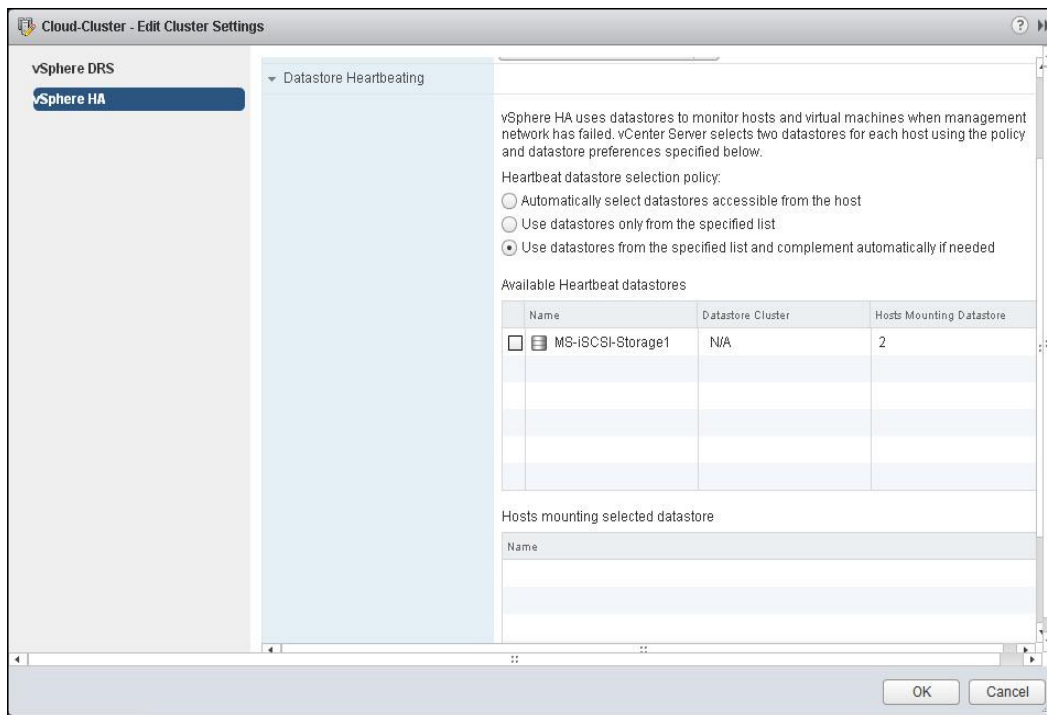 Cloud-Cluster - Edit Cluster Settings
?
vSphere DRS
vSphere HA
Datastore Heartbeating
vSphere HA uses datastores to monitor hosts and virtual machines when management
network has failed. vCenter Server selects two datastores for each host using the policy
and datastore preferences specified below.
Heartbeat datastore selection policy:
Automatically select datastores accessible from the host
Use datastores only from the specified list
Use datastores from the specified list and complement automatically if needed
Available Heartbeat datastores
Name Datastore Cluster Hosts Mounting Datastore
MS-iSCSI-Storage1 N/A 2
Hosts mounting selected datastore
Name
OK Cancel